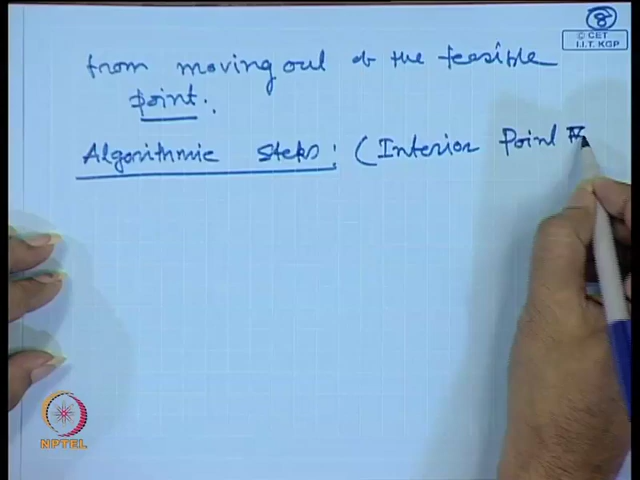 8
© CET
I.I.T. KGP
from moving out of the feasible
point.
Algorithmic steps: (Interior Point
NPTEL